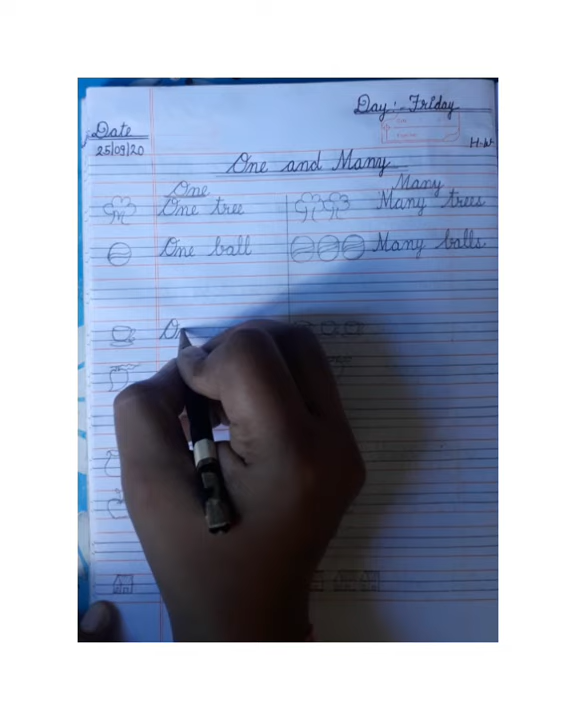 Day :- Friday
Date
25/09/20
H.W.
One and Many
One Many
One tree Many trees
One ball Many balls
On